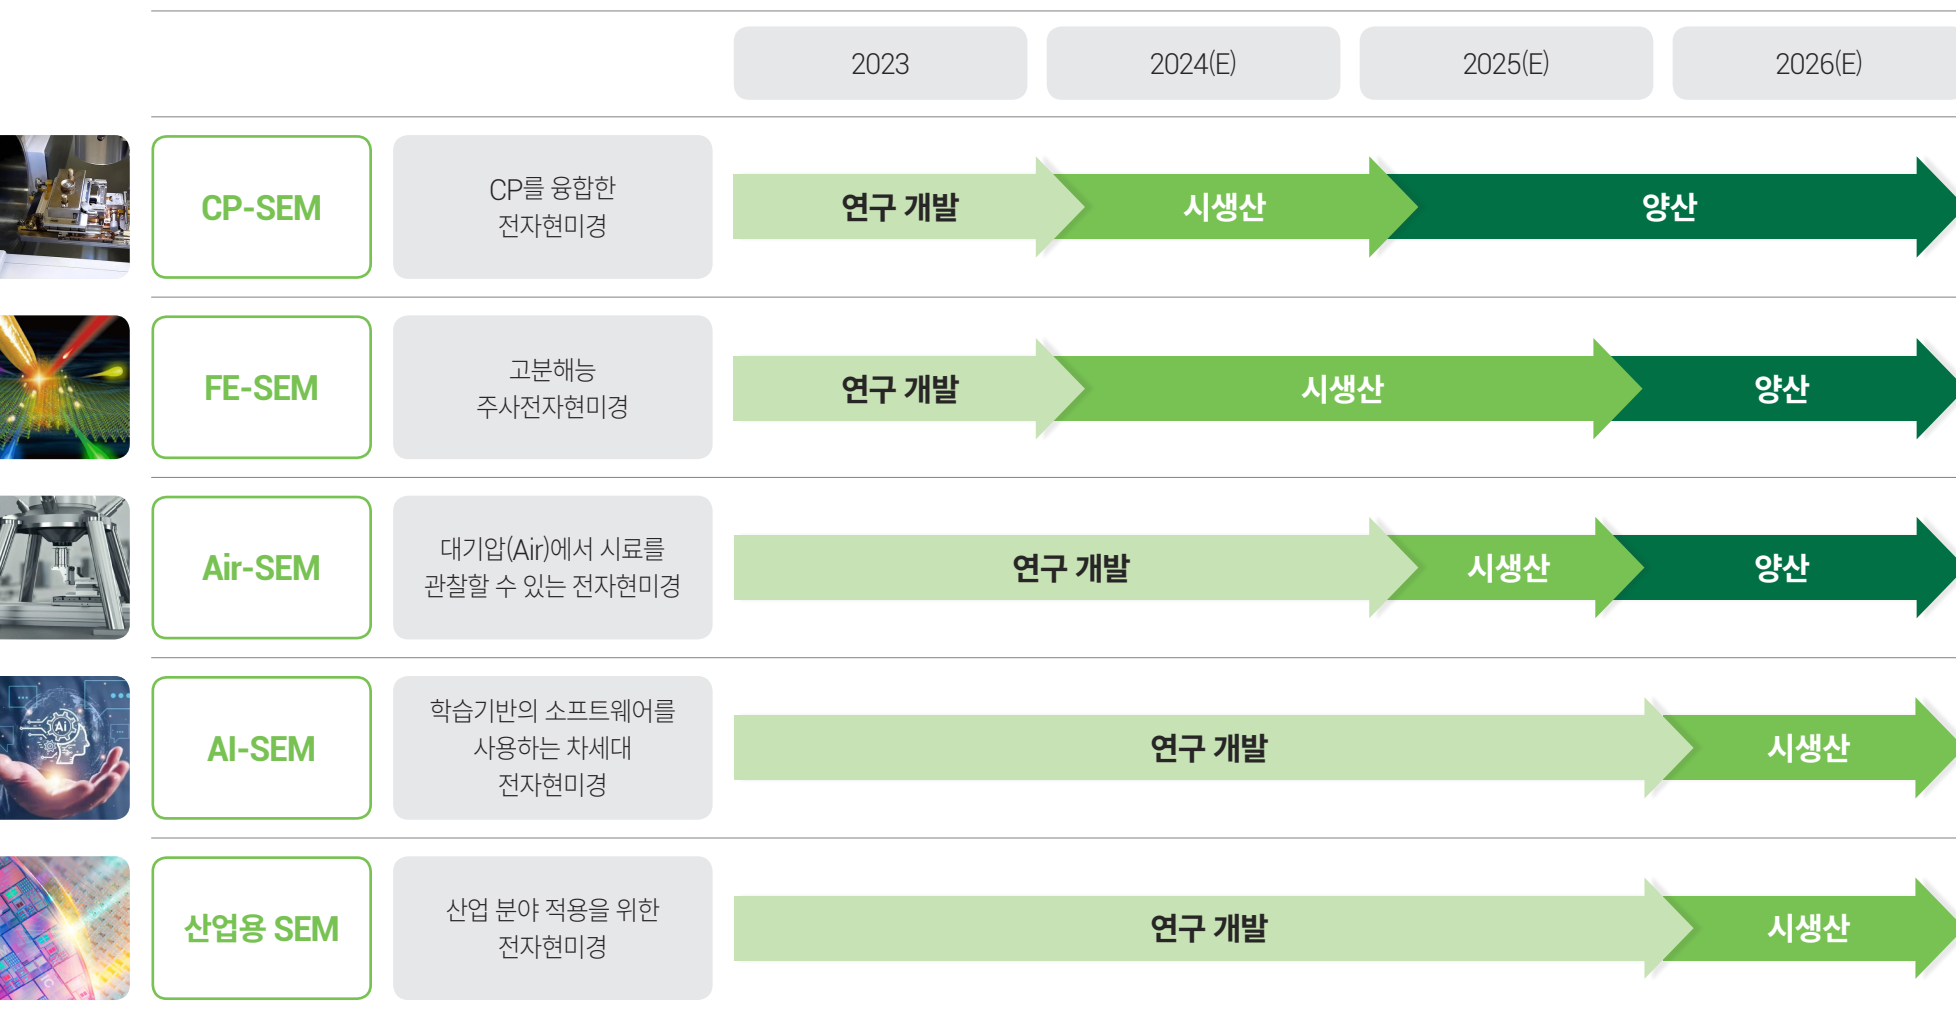 2023
2024(E)
2025(E)
2026(E)
CP-SEM
CP를 융합한
전자현미경
연구 개발
시생산
양산
FE-SEM
고분해능
주사전자현미경
연구 개발
시생산
양산
Air-SEM
대기압(Air)에서 시료를
관찰할 수 있는 전자현미경
연구 개발
시생산
양산
Ai
AI-SEM
학습기반의 소프트웨어를
사용하는 차세대
전자현미경
연구 개발
시생산
산업용 SEM
산업 분야 적용을 위한
전자현미경
연구 개발
시생산